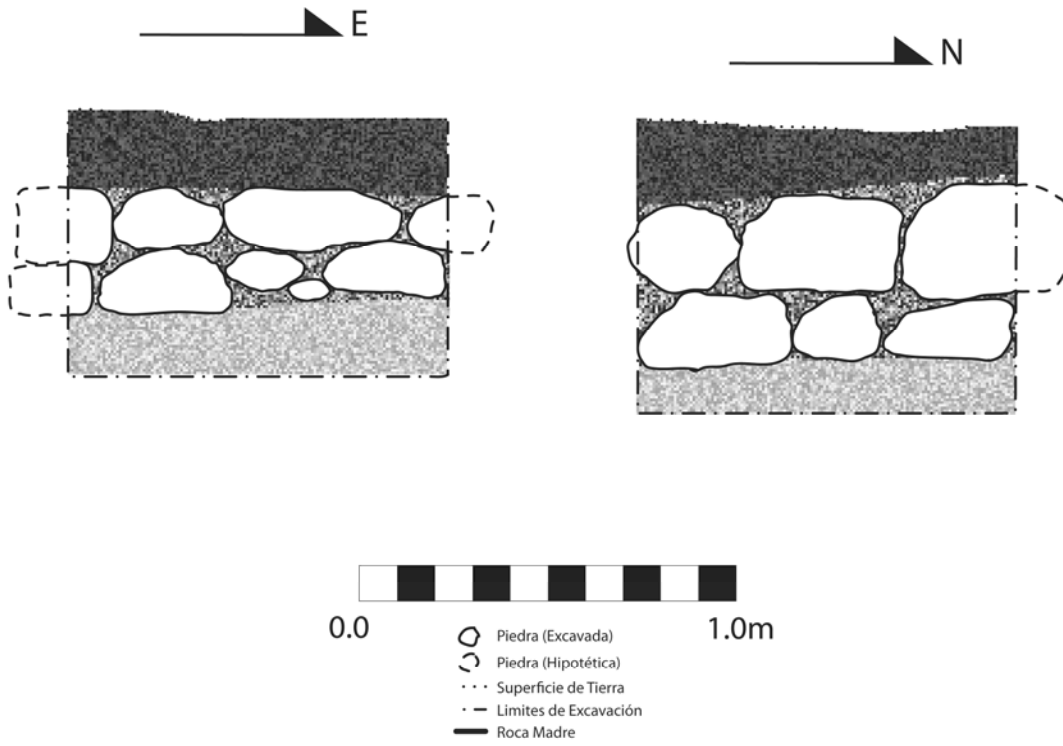 E
N
0.0 1.0m
Piedra (Excavada)
Piedra (Hipotética)
Superficie de Tierra
Limites de Excavación
Roca Madre